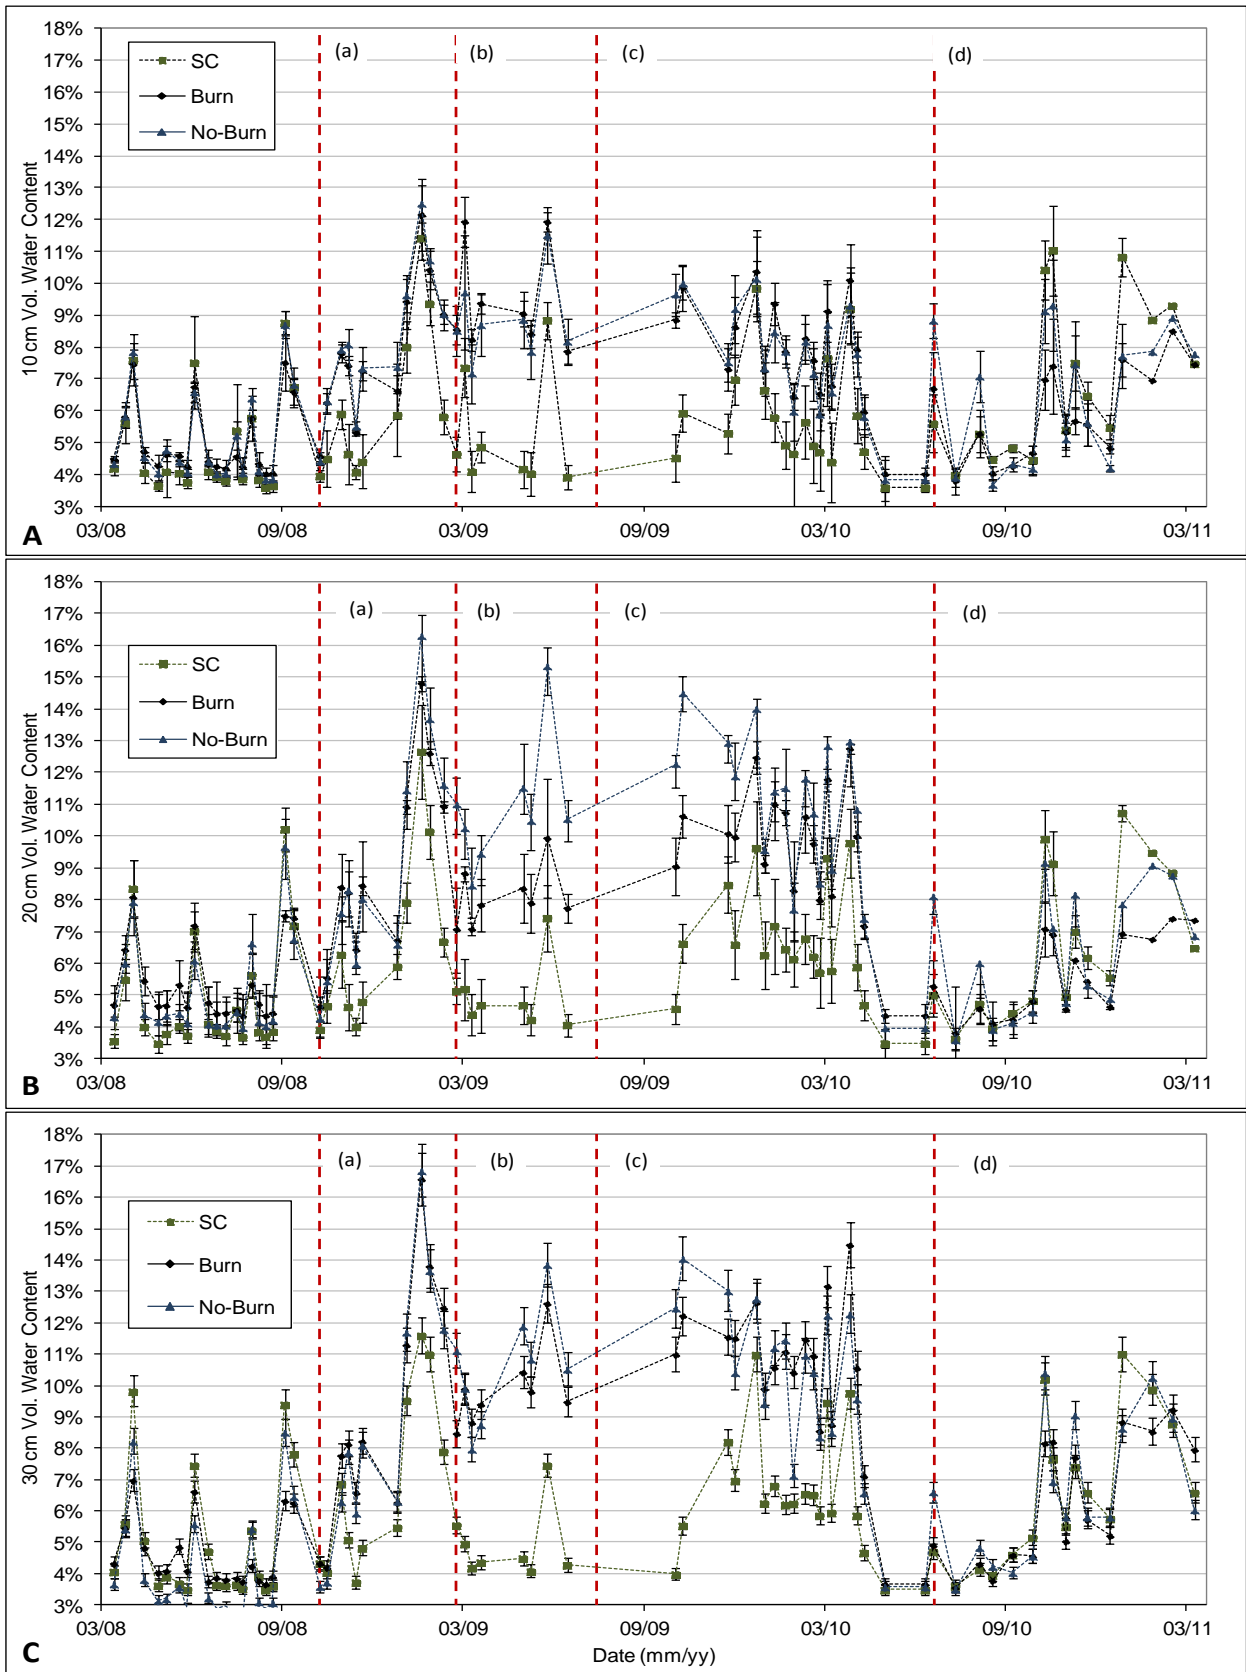 18%
(a)
(b)
(c)
(d)
17%
SC
16%
15%
Burn
14%
No-Burn
13%
12%
11%
10%
9%
8%
7%
6%
5%
4%
3%
10 cm Vol. Water Content
03/08
09/08
03/09
09/09
03/10
09/10
03/11
A
18%
(a)
(b)
(c)
(d)
17%
16%
SC
15%
14%
Burn
13%
No-Burn
12%
11%
10%
9%
8%
7%
6%
5%
4%
3%
20 cm Vol. Water Content
03/08
09/08
03/09
09/09
03/10
09/10
03/11
B
18%
(a)
(b)
(c)
(d)
17%
16%
SC
15%
14%
Burn
13%
No-Burn
12%
11%
10%
9%
8%
7%
6%
5%
4%
3%
30 cm Vol. Water Content
03/08
09/08
03/09
09/09
03/10
09/10
03/11
Date (mm/yy)
C